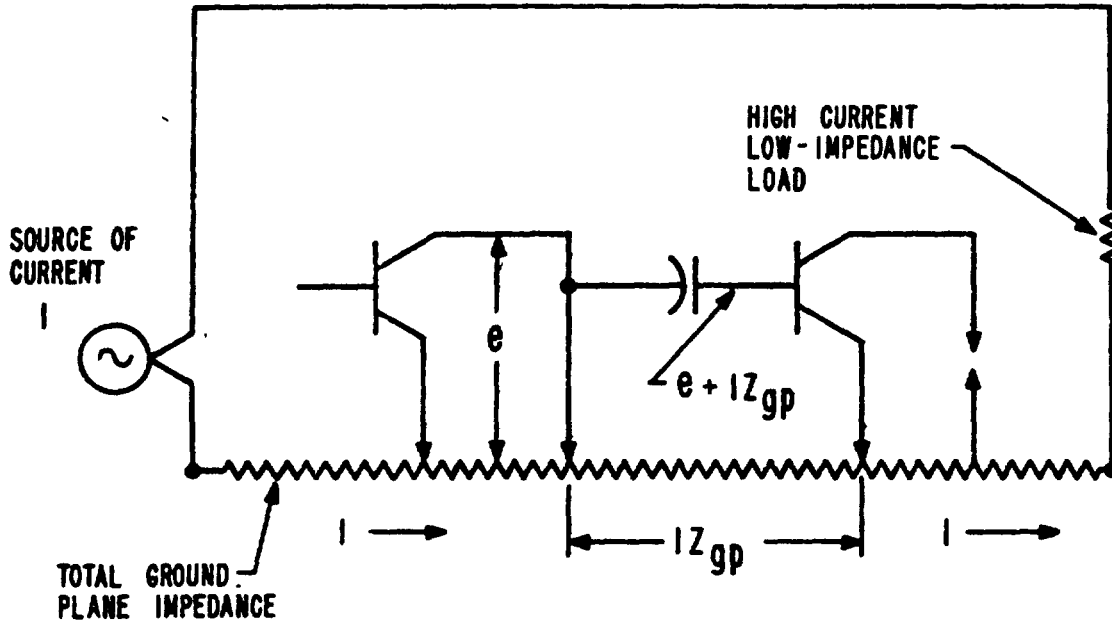 HIGH CURRENT
LOW-IMPEDANCE
LOAD
SOURCE OF
CURRENT
I
e
e + IZgp
I
IZgp
I
TOTAL GROUND
PLANE IMPEDANCE